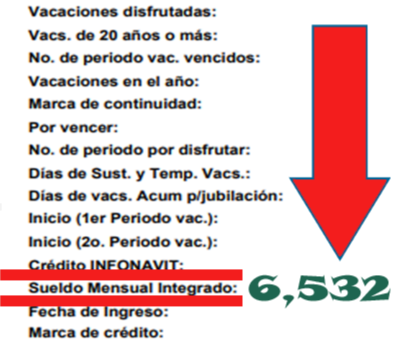 Vacaciones disfrutadas:
Vacs. de 20 años o más:
No. de periodo vac. vencidos:
Vacaciones en el año:
Marca de continuidad:
Por vencer:
No. de periodo por disfrutar:
Días de Sust. y Temp. Vacs.:
Días de vacs. Acum p/jubilación:
Inicio (1er Periodo vac.):
Inicio (2o. Periodo vac.):
Crédito INFONAVIT:
Sueldo Mensual Integrado: 6,532
Fecha de Ingreso:
Marca de crédito: